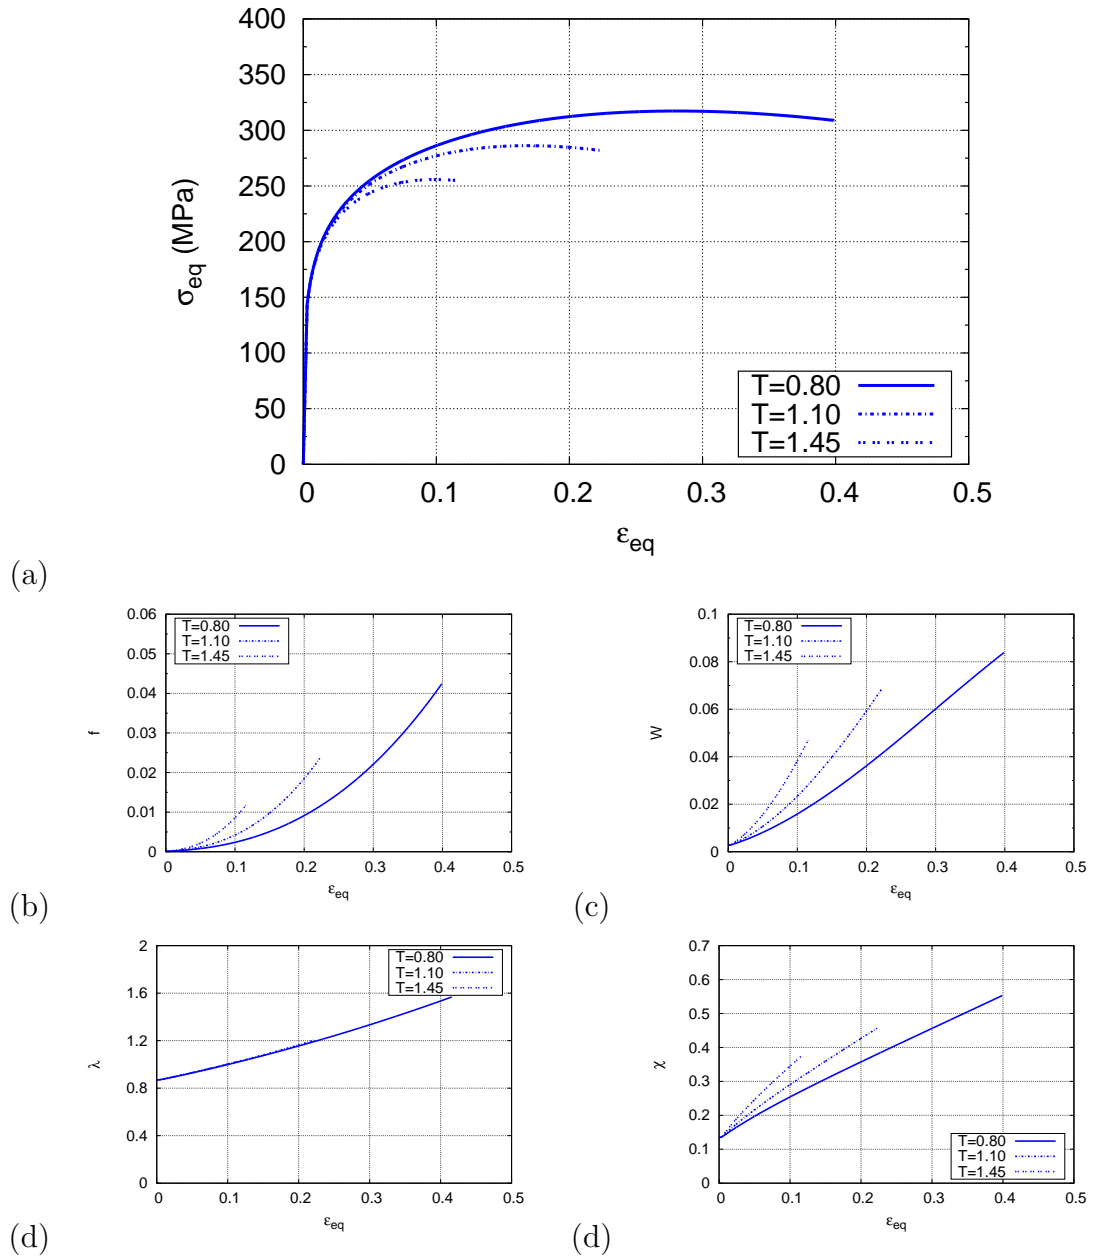 400
350
300
250
200
150
100
50
0
σeq (MPa)
T=0.80
T=1.10
T=1.45
0 0.1 0.2 0.3 0.4 0.5
εeq
(a)
0.06
0.05
0.04
0.03
0.02
0.01
0
f
T=0.80
T=1.10
T=1.45
0 0.1 0.2 0.3 0.4 0.5
εeq
(b)
0.1
0.08
0.06
0.04
0.02
0
W
T=0.80
T=1.10
T=1.45
0 0.1 0.2 0.3 0.4 0.5
εeq
(c)
2
1.6
1.2
0.8
0.4
0
λ
T=0.80
T=1.10
T=1.45
0 0.1 0.2 0.3 0.4 0.5
εeq
(d)
0.7
0.6
0.5
0.4
0.3
0.2
0.1
0
χ
T=0.80
T=1.10
T=1.45
0 0.1 0.2 0.3 0.4 0.5
εeq
(d)